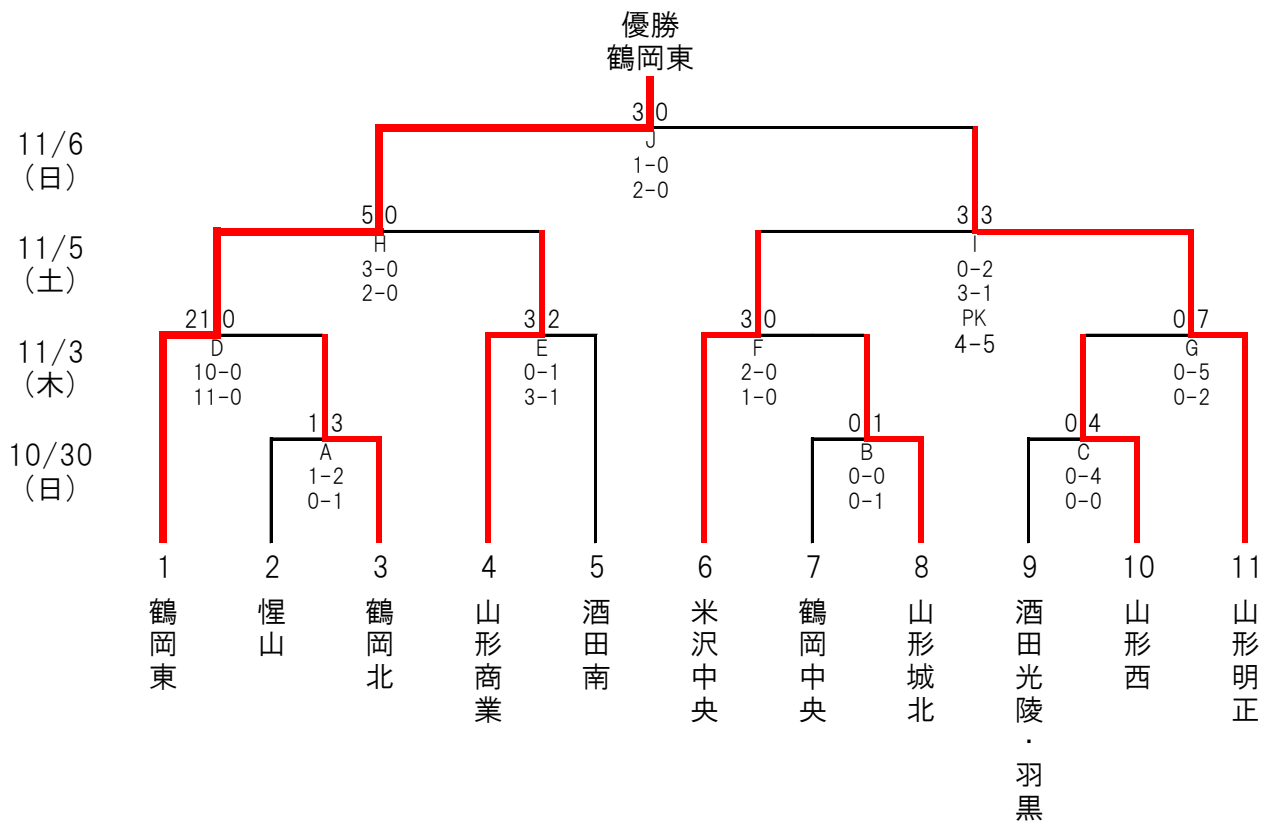 優勝
鶴岡東
3 0
11/6
(日)
J
1-0
2-0
5 0
3 3
11/5
(土)
H
3-0
2-0
I
0-2
3-1
PK
4-5
21 0
3 2
3 0
0 7
11/3
(木)
D
10-0
11-0
E
0-1
3-1
F
2-0
1-0
G
0-5
0-2
1 3
0 1
0 4
10/30
(日)
A
1-2
0-1
B
0-0
0-1
C
0-4
0-0
1 2 3 4 5 6 7 8 9 10 11
鶴岡東
惺山
鶴岡北
山形商業
酒田南
米沢中央
鶴岡中央
山形城北
酒田光陵・羽黒
山形西
山形明正